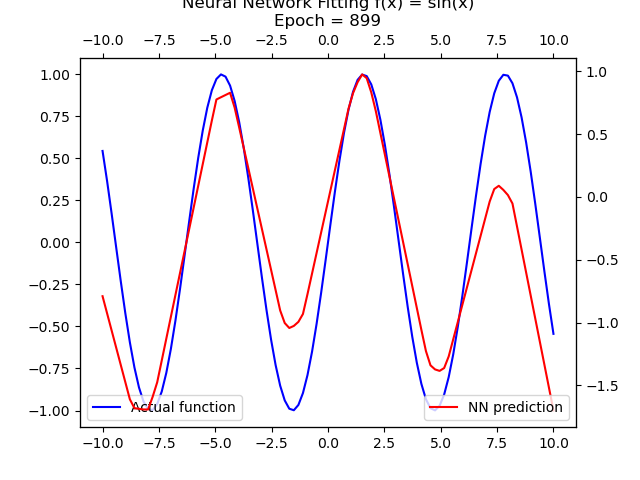 Neural Network Fitting f(x) = sin(x)
Epoch = 899
−10.0 −7.5 −5.0 −2.5 0.0 2.5 5.0 7.5 10.0
1.00
0.75
0.50
0.25
0.00
−0.25
−0.50
−0.75
−1.00
1.0
0.5
0.0
−0.5
−1.0
−1.5
Actual function
NN prediction
−10.0 −7.5 −5.0 −2.5 0.0 2.5 5.0 7.5 10.0